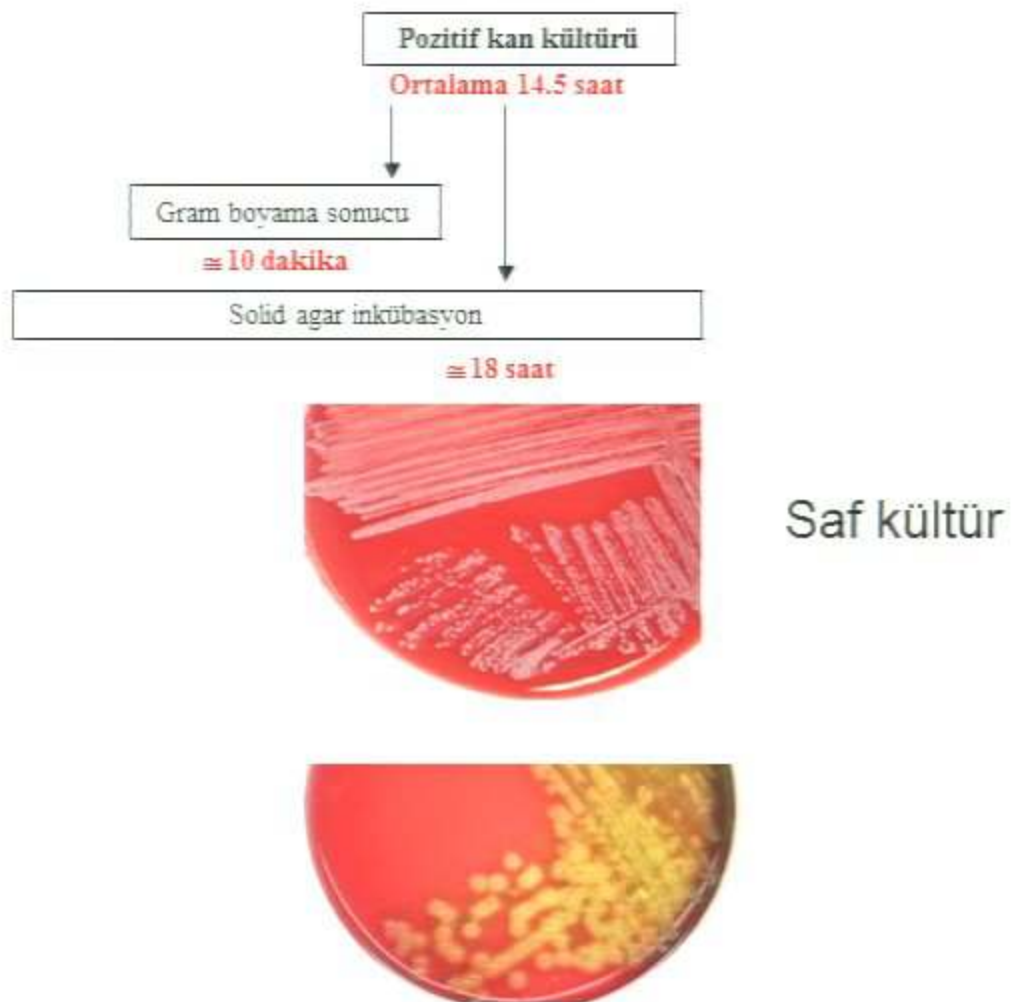 Pozitif kan kültürü
Ortalama 14.5 saat
Gram boyama sonucu
≅ 10 dakika
Solid agar inkübasyon
≅ 18 saat
Saf kültür